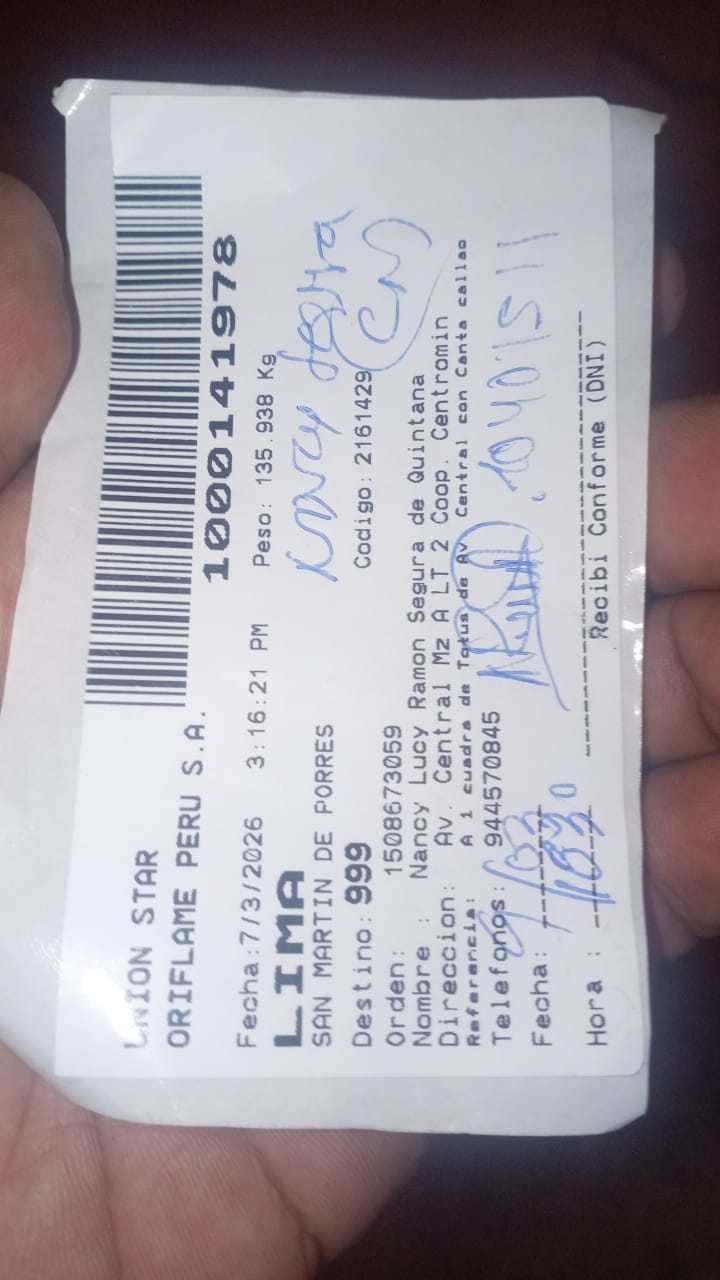 UNION STAR
ORIFLAME PERU S.A.
1000141978
Fecha:7/3/2026 3:16:21 PM Peso: 135.938 Kg
LIMA
SAN MARTIN DE PORRES
Nancy Segura
Destino: 999 Codigo: 2161429
Orden: 1508673059
Nombre : Nancy Lucy Ramon Segura de Quintana
Direccion: Av. Central Mz A LT 2 Coop. Centromin
Referencia: A 1 cuadra de Totus de Av Central con Canta callao
Telefonos: 944570845
10401511
Fecha:
Hora :
Recibi Conforme (DNI)